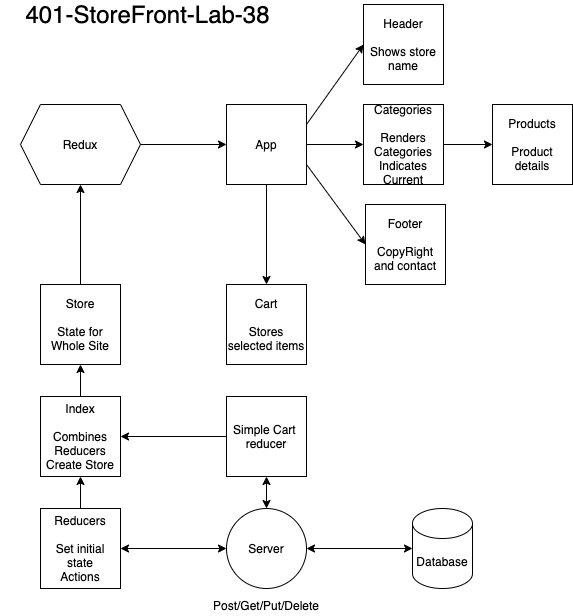 401-StoreFront-Lab-38
Header
Shows store
name
Redux
App
Categories
Renders
Categories
Indicates
Current
Products
Product
details
Footer
CopyRight
and contact
Store
State for
Whole Site
Cart
Stores
selected items
Index
Combines
Reducers
Create Store
Simple Cart
reducer
Reducers
Set initial
state
Actions
Server
Database
Post/Get/Put/Delete